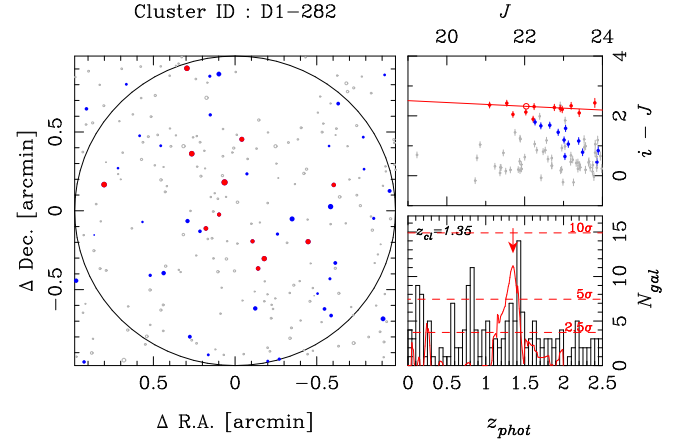 Cluster ID : D1-282
J
20 21 22 23 24
4
2
0
i − J
0.5
0
−0.5
Δ Dec. [arcmin]
0.5 0 −0.5
Δ R.A. [arcmin]
z_cl=1.35
10σ
5σ
2.5σ
15
10
5
0
N_gal
0 0.5 1 1.5 2 2.5
z_phot